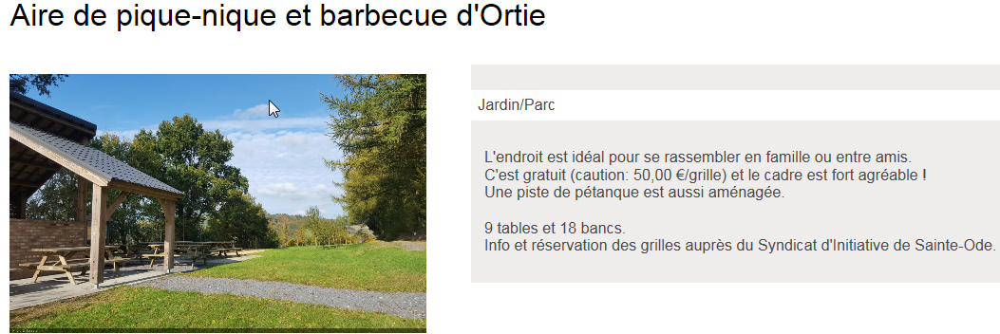 Aire de pique-nique et barbecue d'Ortie
Jardin/Parc
L'endroit est idéal pour se rassembler en famille ou entre amis.
C'est gratuit (caution: 50,00 €/grille) et le cadre est fort agréable !
Une piste de pétanque est aussi aménagée.
9 tables et 18 bancs.
Info et réservation des grilles auprès du Syndicat d'Initiative de Sainte-Ode.